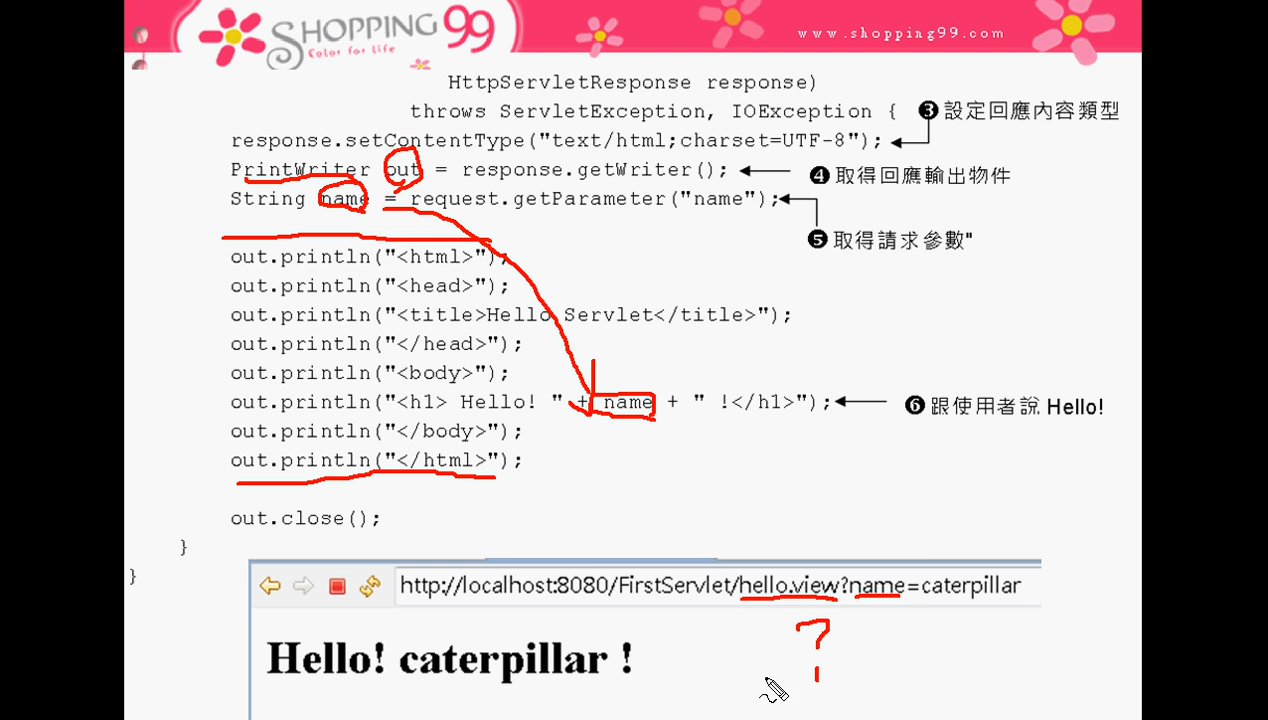 SHOPPING 99
Color for Life
www.shopping99.com
HttpServletResponse response)
throws ServletException, IOException {
❸ 設定回應內容類型
response.setContentType("text/html;charset=UTF-8");
PrintWriter out = response.getWriter();
❹ 取得回應輸出物件
String name = request.getParameter("name");
❺ 取得請求參數"
out.println("<html>");
out.println("<head>");
out.println("<title>Hello Servlet</title>");
out.println("</head>");
out.println("<body>");
out.println("<h1> Hello! " + name + " !</h1>");
❻ 跟使用者說 Hello!
out.println("</body>");
out.println("</html>");
out.close();
}
}
http://localhost:8080/FirstServlet/hello.view?name=caterpillar
?
Hello! caterpillar !